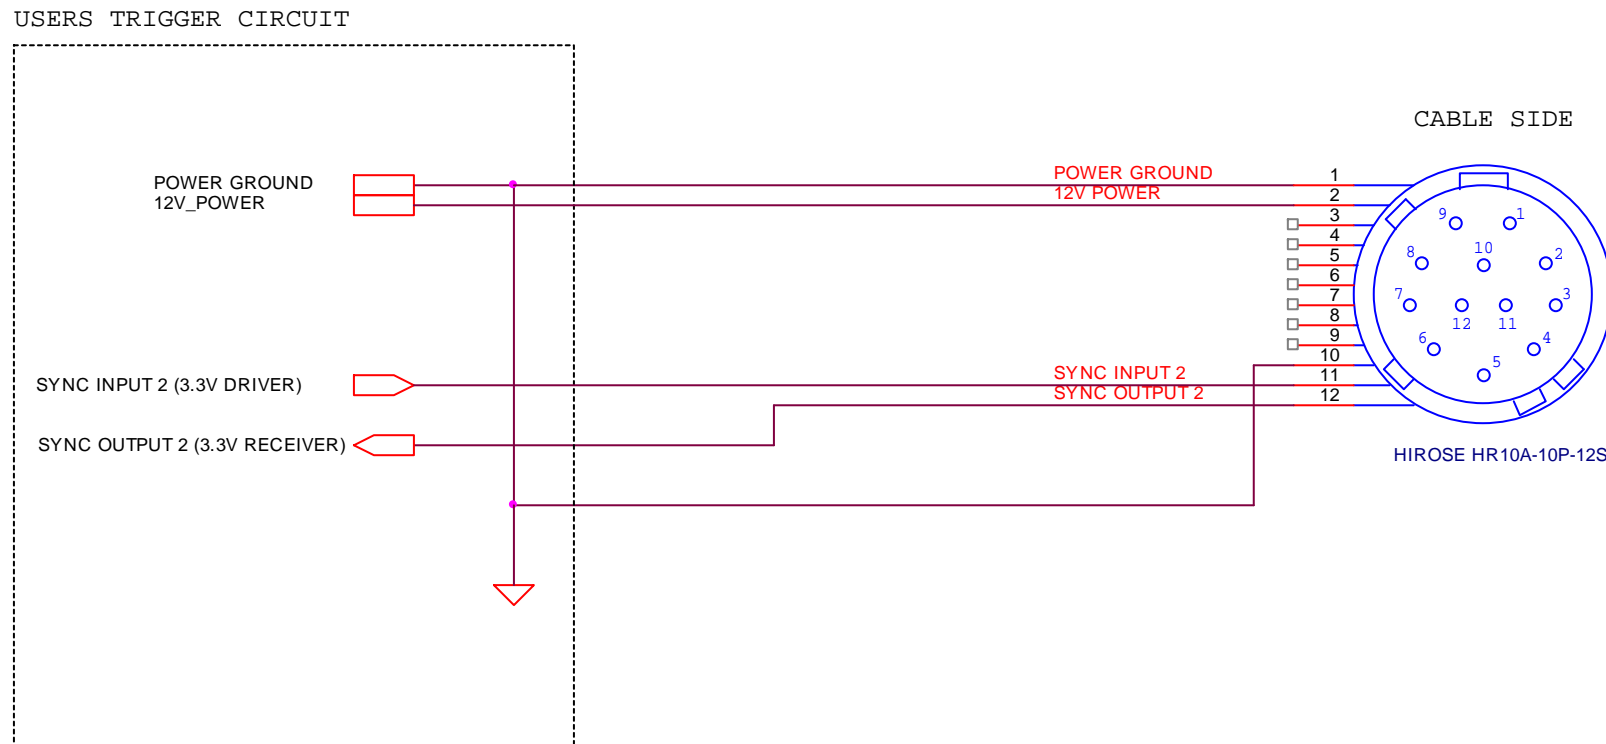 USERS TRIGGER CIRCUIT
CABLE SIDE
POWER GROUND
12V_POWER
POWER GROUND
12V POWER
1
2
3
4
5
6
7
8
9
10
11
12
9
1
10
8
2
7
3
12
11
6
4
5
SYNC INPUT 2 (3.3V DRIVER)
SYNC INPUT 2
SYNC OUTPUT 2
SYNC OUTPUT 2 (3.3V RECEIVER)
HIROSE HR10A-10P-12S